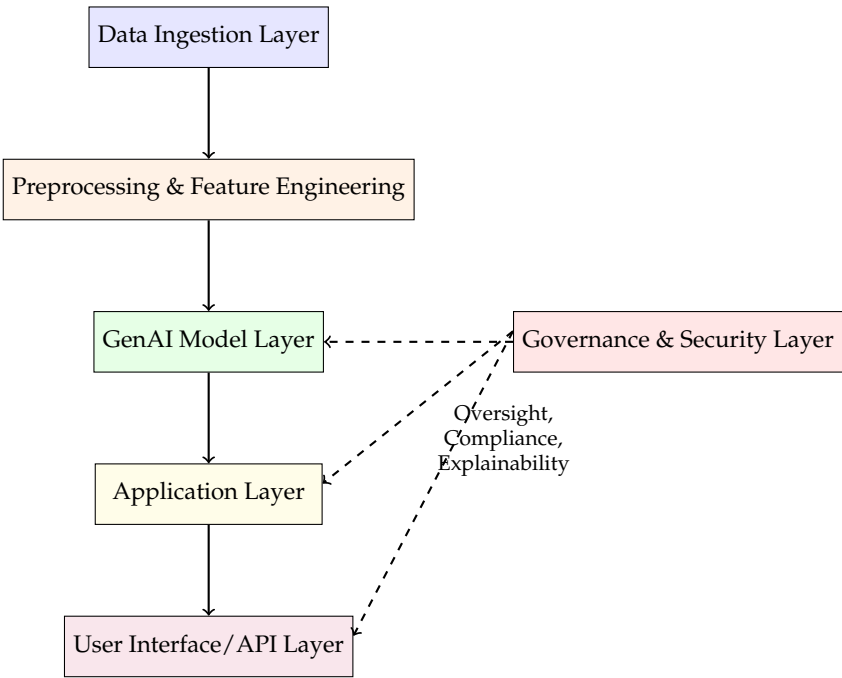 Data Ingestion Layer
Preprocessing & Feature Engineering
GenAI Model Layer
Governance & Security Layer
Oversight,
Compliance,
Explainability
Application Layer
User Interface/API Layer